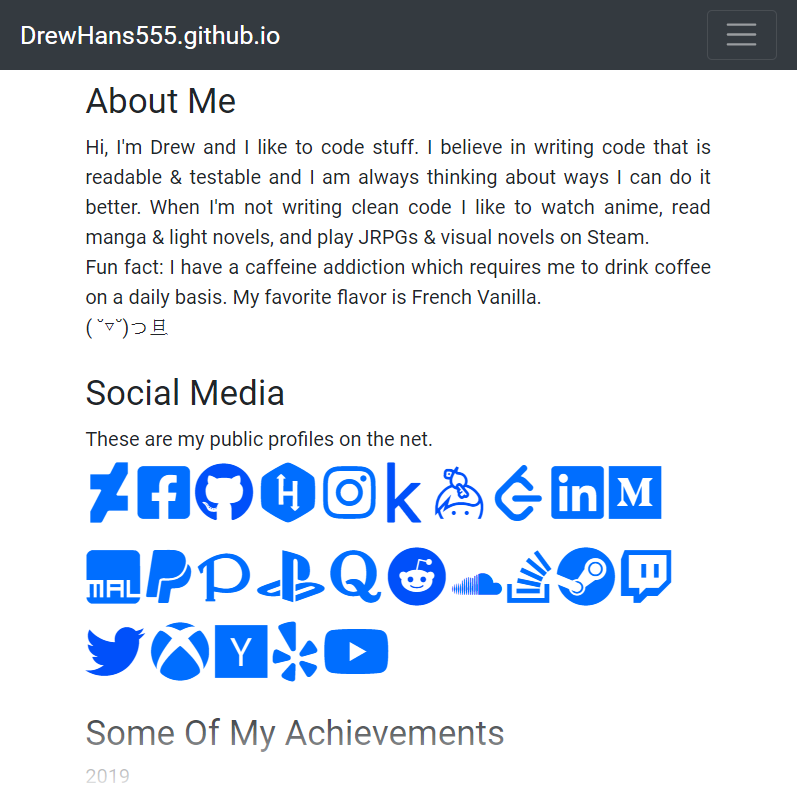 DrewHans555.github.io
About Me
Hi, I'm Drew and I like to code stuff. I believe in writing code that is
readable & testable and I am always thinking about ways I can do it
better. When I'm not writing clean code I like to watch anime, read
manga & light novels, and play JRPGs & visual novels on Steam.
Fun fact: I have a caffeine addiction which requires me to drink coffee
on a daily basis. My favorite flavor is French Vanilla.
( ˘▽˘)っ旦
Social Media
These are my public profiles on the net.
H k in M
MAL P Q
Y
Some Of My Achievements
2019